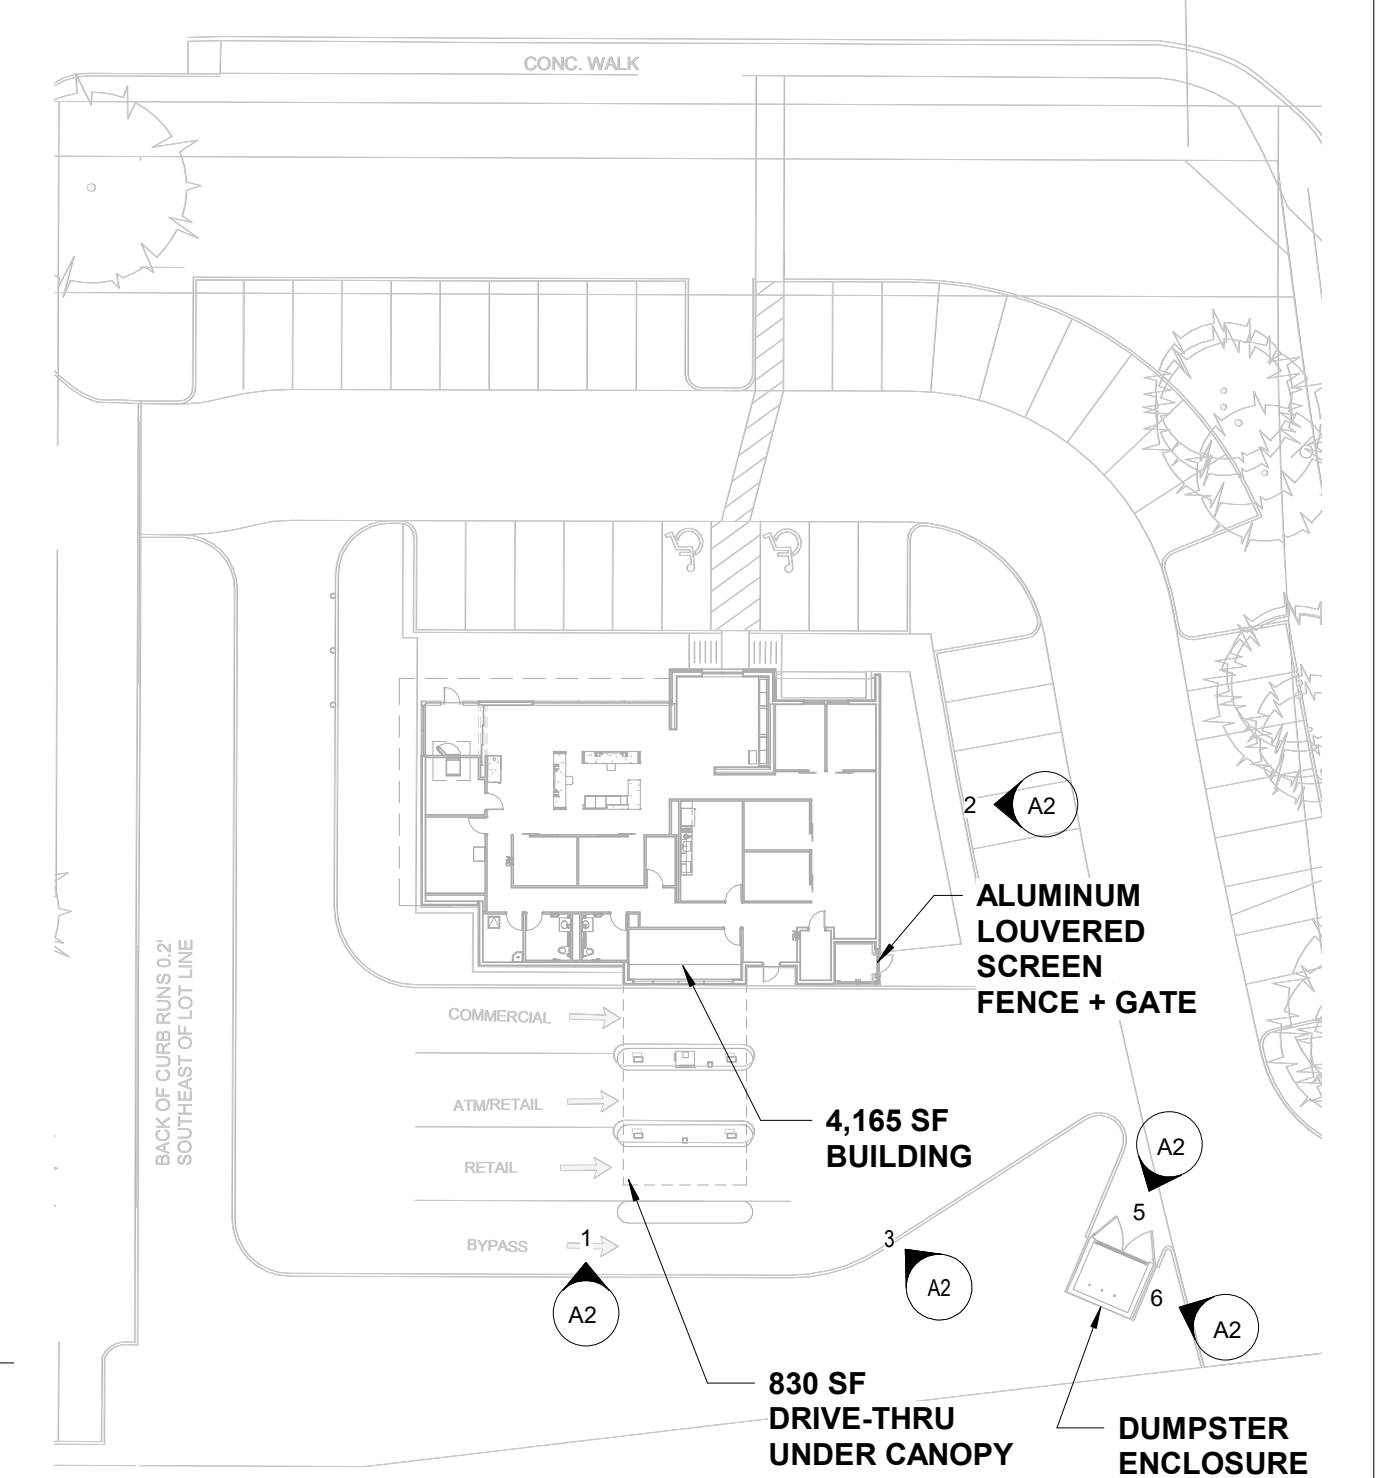 CONC. WALK
2
A2
ALUMINUM
LOUVERED
SCREEN
FENCE + GATE
BACK OF CURB RUNS 0.2'
SOUTHEAST OF LOT LINE
COMMERCIAL
ATM/RETAIL
RETAIL
BYPASS
4,165 SF
BUILDING
A2
5
1
A2
3
A2
6
A2
830 SF
DRIVE-THRU
UNDER CANOPY
DUMPSTER
ENCLOSURE